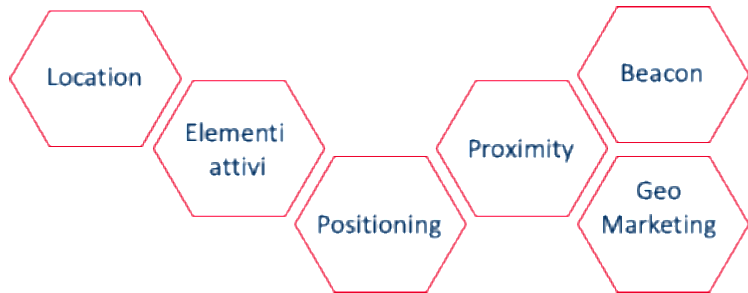 Location
Elementi
attivi
Positioning
Proximity
Beacon
Geo
Marketing